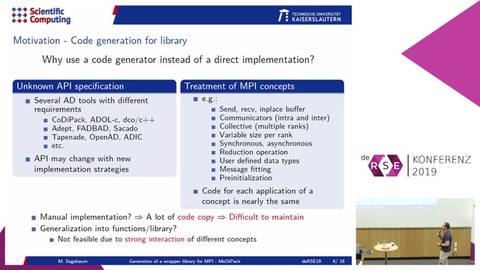 Scientific
Computing
TECHNISCHE UNIVERSITÄT
KAISERSLAUTERN
Motivation - Code generation for library
Why use a code generator instead of a direct implementation?
Unknown API specification
Several AD tools with different
requirements
CoDiPack, ADOL-c, dco/c++
Adept, FADBAD, Sacado
Tapenade, OpenAD, ADIC
etc.
API may change with new
implementation strategies
Treatment of MPI concepts
e.g.:
Send, recv, inplace buffer
Communicators (intra and inter)
Collective (multiple ranks)
Variable size per rank
Synchronous, asynchronous
Reduction operation
User defined data types
Message fitting
Preinitialization
Code for each application of a
concept is nearly the same
Manual implementation? ⇒ A lot of code copy ⇒ Difficult to maintain
Generalization into functions/library?
Not feasible due to strong interaction of different concepts
M. Sagebaum
Generation of a wrapper library for MPI - MeDiPack
deRSE19
6/ 16
de RSE
KONFERENZ
2019